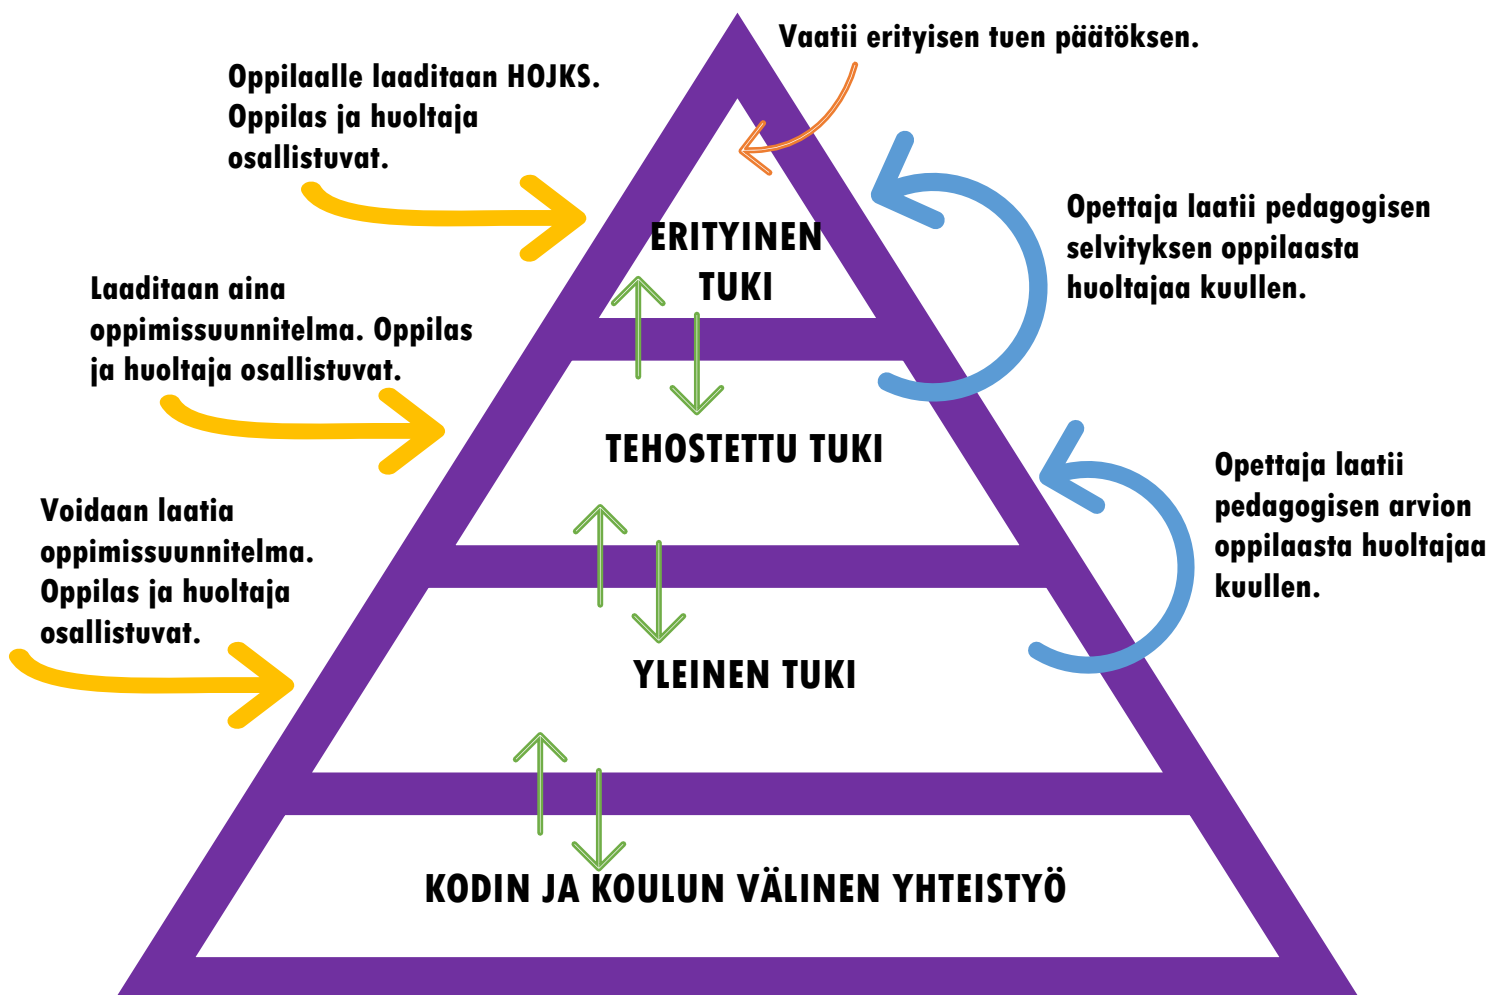 Vaatii erityisen tuen päätöksen.
Oppilaalle laaditaan HOJKS.
Oppilas ja huoltaja
osallistuvat.
Opettaja laatii pedagogisen
selvityksen oppilaasta
huoltajaa kuullen.
ERITYINEN
TUKI
Laaditaan aina
oppimissuunnitelma. Oppilas
ja huoltaja osallistuvat.
TEHOSTETTU TUKI
Opettaja laatii
pedagogisen arvion
oppilaasta huoltajaa
kuullen.
Voidaan laatia
oppimissuunnitelma.
Oppilas ja huoltaja
osallistuvat.
YLEINEN TUKI
KODIN JA KOULUN VÄLINEN YHTEISTYÖ